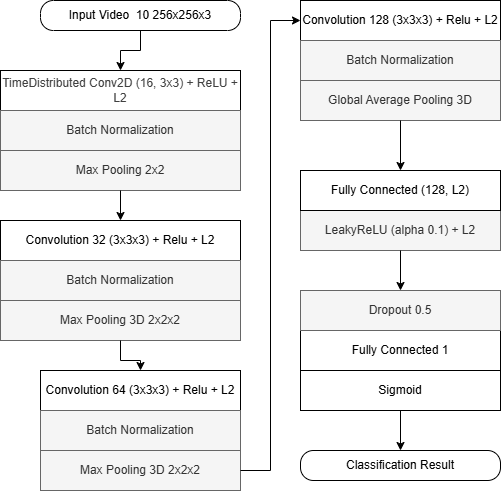 Input Video  10 256x256x3
TimeDistributed Conv2D (16, 3x3) + ReLU +
L2
Batch Normalization
Max Pooling 2x2
Convolution 32 (3x3x3) + Relu + L2
Batch Normalization
Max Pooling 3D 2x2x2
Convolution 64 (3x3x3) + Relu + L2
Batch Normalization
Max Pooling 3D 2x2x2
Convolution 128 (3x3x3) + Relu + L2
Batch Normalization
Global Average Pooling 3D
Fully Connected (128, L2)
LeakyReLU (alpha 0.1) + L2
Dropout 0.5
Fully Connected 1
Sigmoid
Classification Result